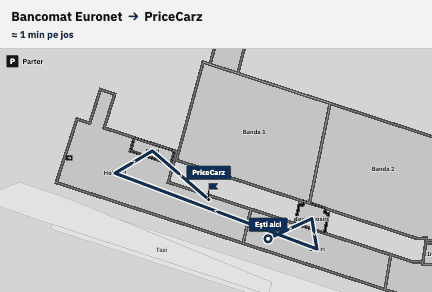 Bancomat Euronet → PriceCarz
≈ 1 min pe jos
P Parter
Banda 1
Banda 2
PriceCarz
Ești aici
Taxi